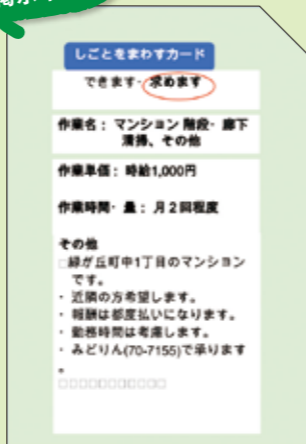 しごとをまわすカード
できます・求めます
作業名： マンション 階段・ 廊下
清掃、その他
作業単価： 時給1,000円
作業時間・ 量： 月2回程度
その他
□緑が丘町中1丁目のマンション
です。
・ 近隣の方希望します。
・ 報酬は都度払いになります。
・ 勤務時間は考慮します。
・ みどりん(70-7155)で承ります
。
□□□□□□□□□□□